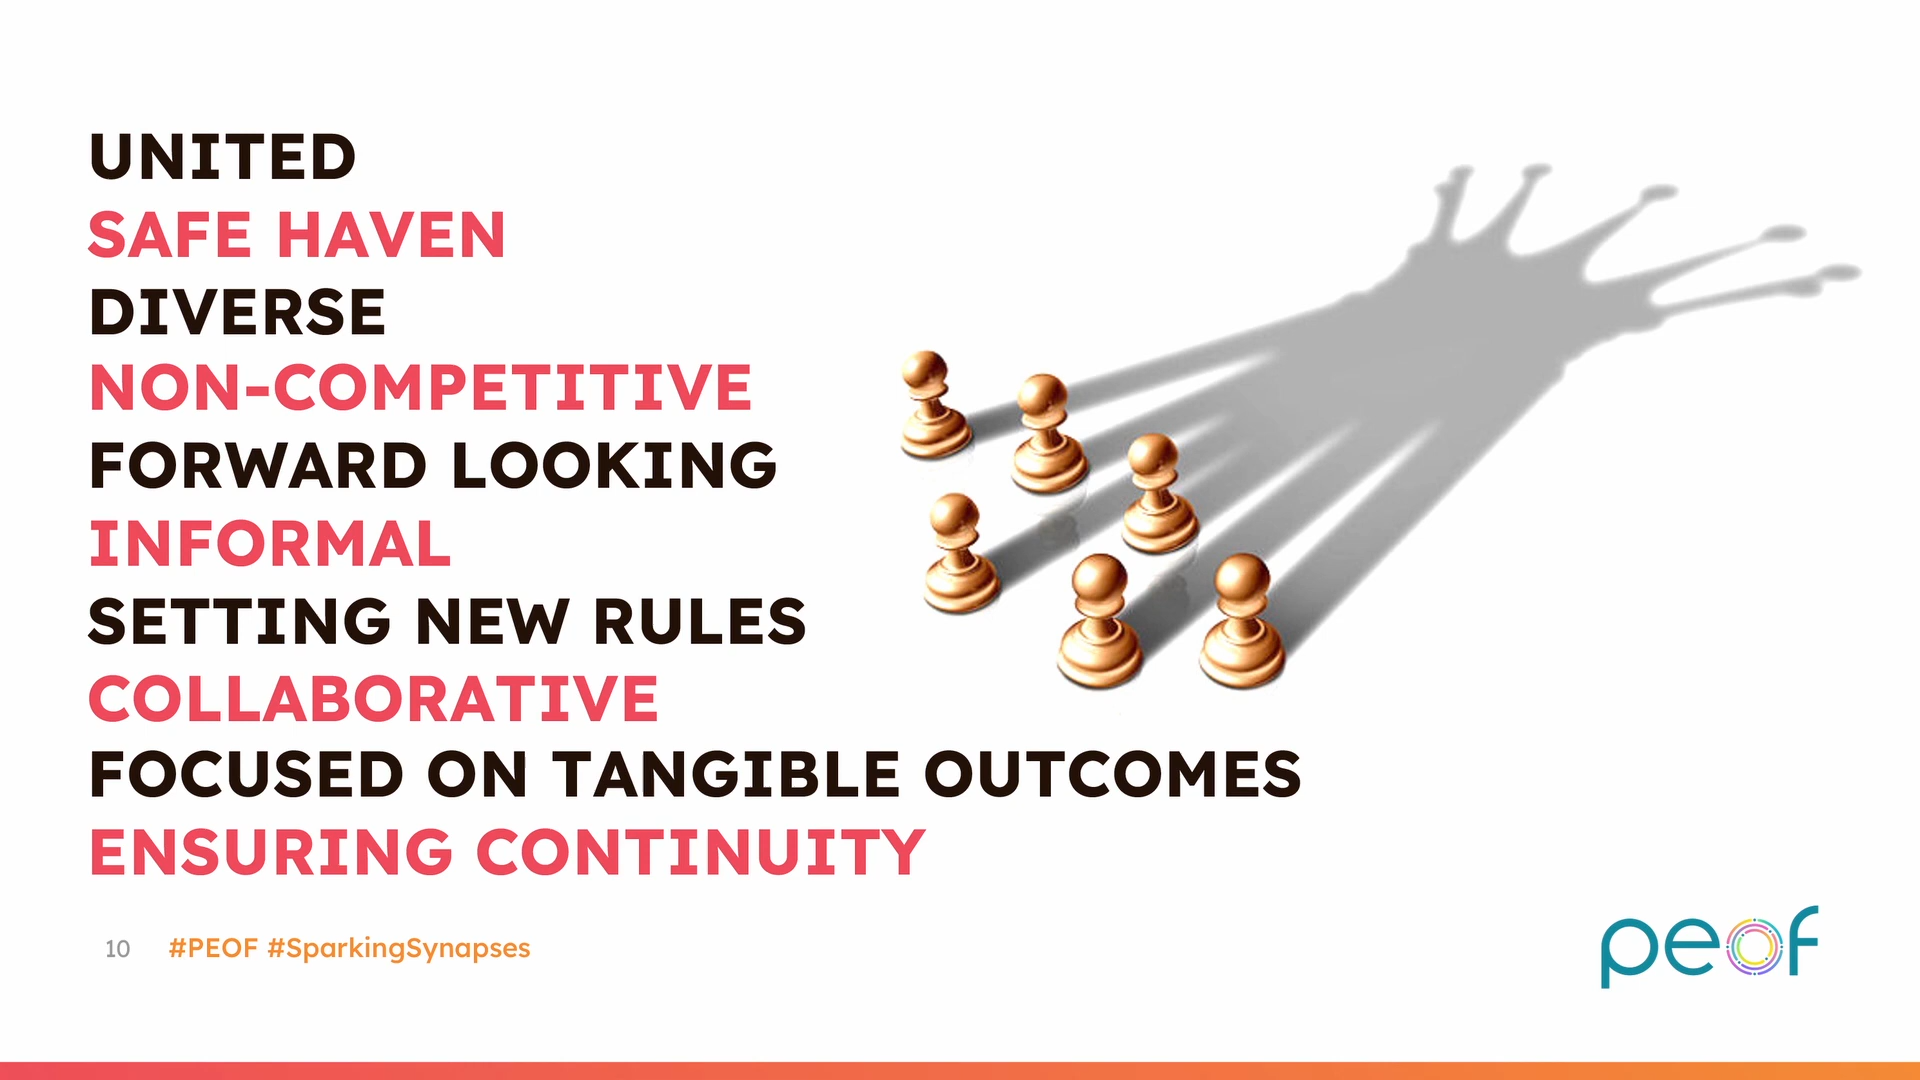 UNITED
SAFE HAVEN
DIVERSE
NON-COMPETITIVE
FORWARD LOOKING
INFORMAL
SETTING NEW RULES
COLLABORATIVE
FOCUSED ON TANGIBLE OUTCOMES
ENSURING CONTINUITY
10 #PEOF #SparkingSynapses
peof